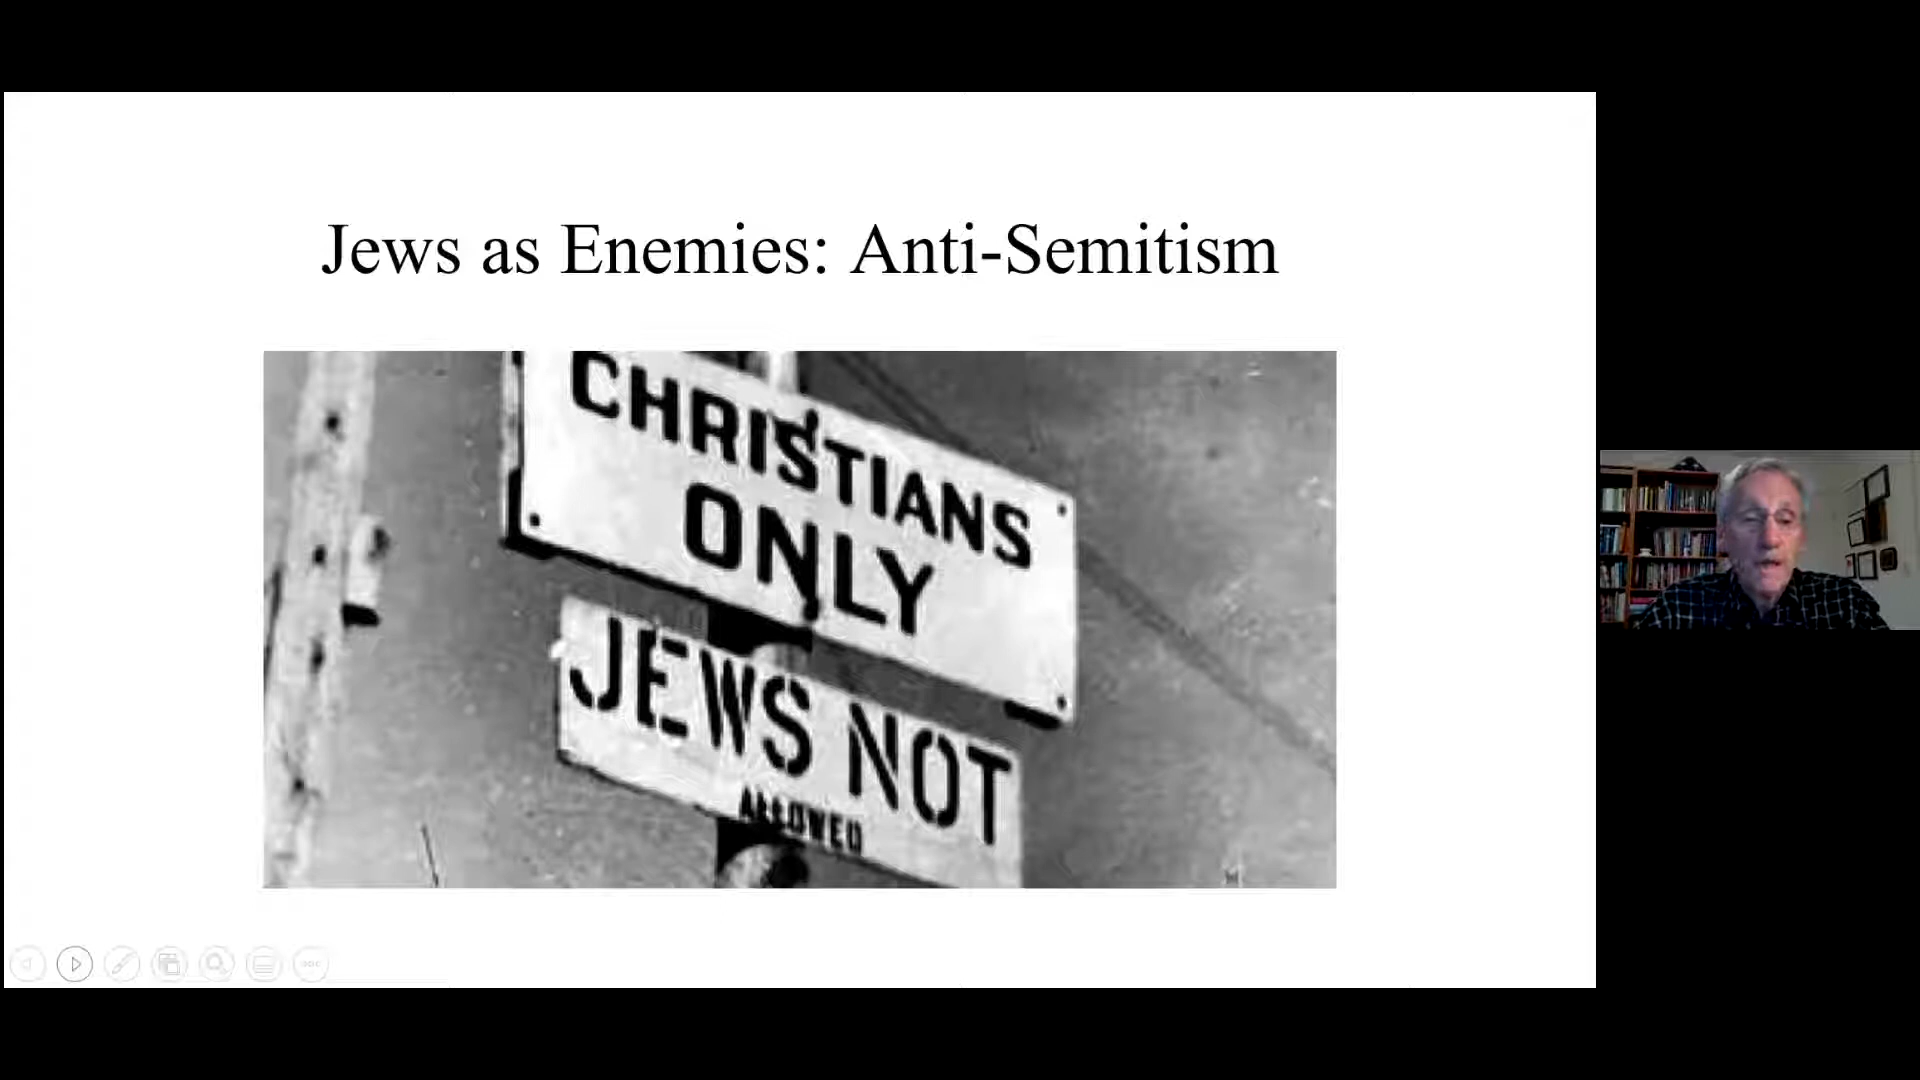 Jews as Enemies: Anti-Semitism
CHRISTIANS
ONLY
JEWS NOT
ALLOWED